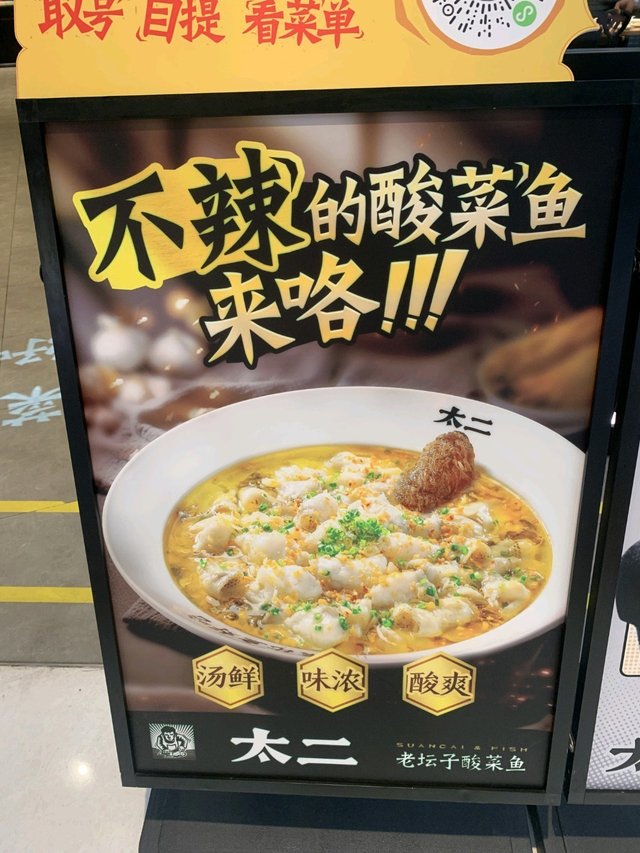 取号 自提 看菜单
不辣的酸菜鱼
来咯!!!
太二
汤鲜 味浓 酸爽
太二
SUANCAI & FISH
老坛子酸菜鱼